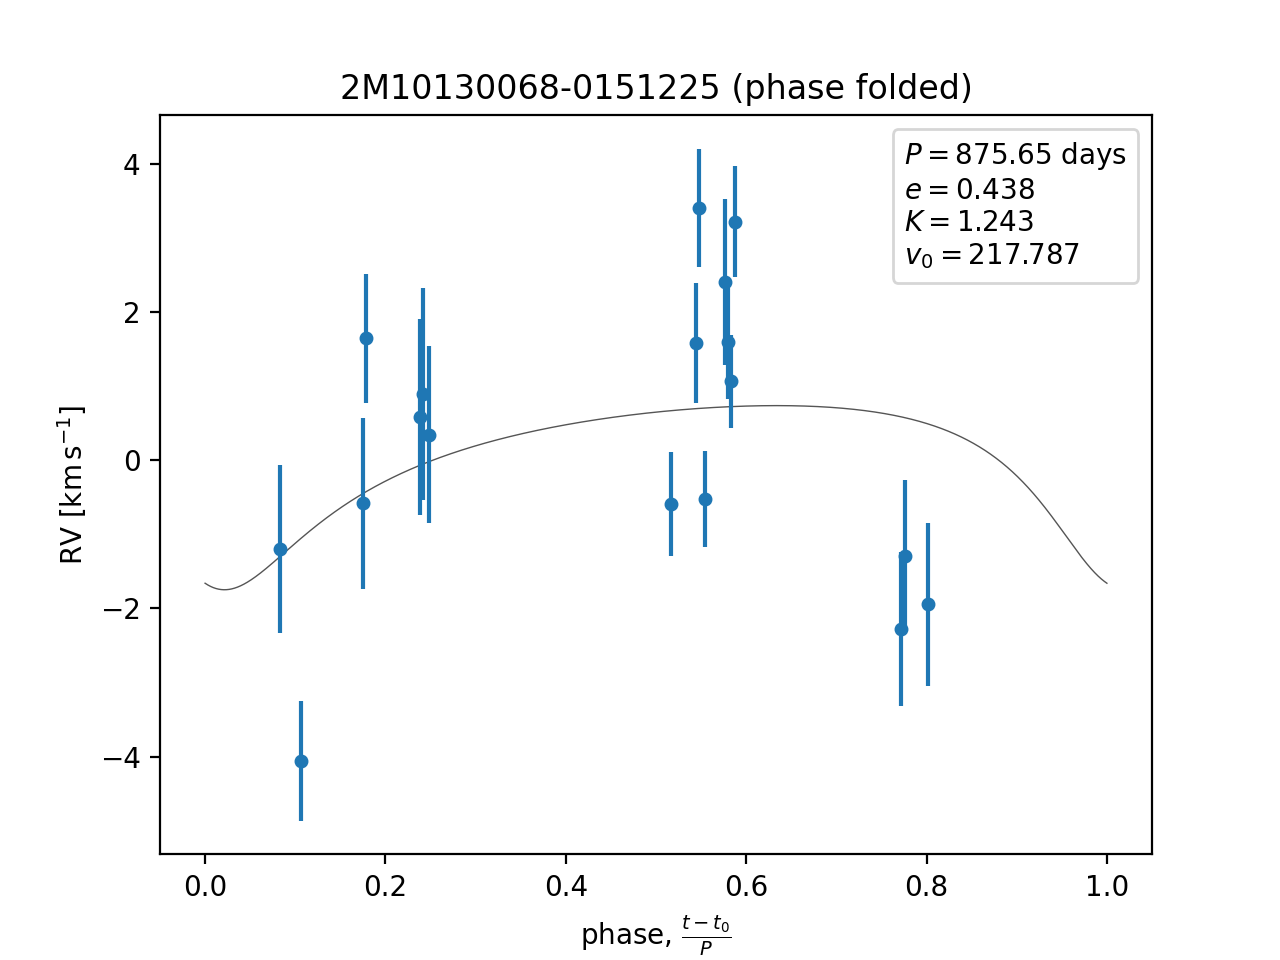 2M10130068-0151225 (phase folded)
P = 875.65 days
e = 0.438
K = 1.243
v₀ = 217.787
4
2
0
−2
−4
RV [km s⁻¹]
0.0 0.2 0.4 0.6 0.8 1.0
phase, (t − t₀)/P